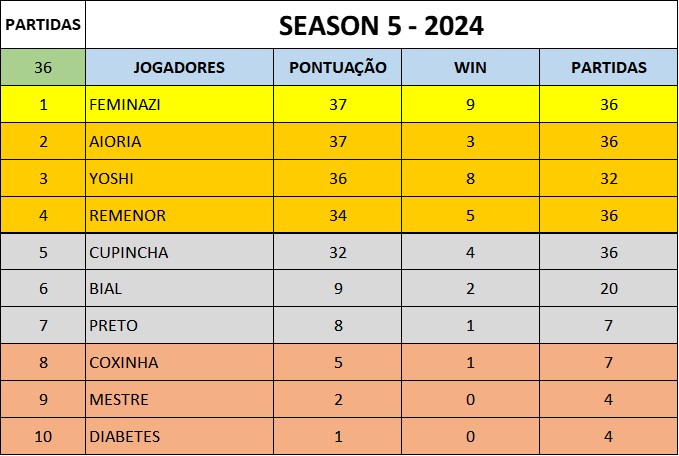 PARTIDAS SEASON 5 - 2024
36 JOGADORES PONTUAÇÃO WIN PARTIDAS
1 FEMINAZI 37 9 36
2 AIORIA 37 3 36
3 YOSHI 36 8 32
4 REMENOR 34 5 36
5 CUPINCHA 32 4 36
6 BIAL 9 2 20
7 PRETO 8 1 7
8 COXINHA 5 1 7
9 MESTRE 2 0 4
10 DIABETES 1 0 4